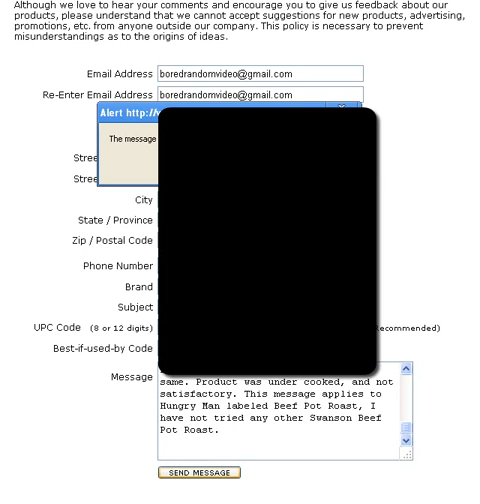 Although we love to hear your comments and encourage you to give us feedback about our
products, please understand that we cannot accept suggestions for new products, advertising,
promotions, etc. from anyone outside our company. This policy is necessary to prevent
misunderstandings as to the origins of ideas.
Email Address boredrandomvideo@gmail.com
Re-Enter Email Address boredrandomvideo@gmail.com
Alert http://
The message
Stree
Stree
City
State / Province
Zip / Postal Code
Phone Number
Brand
Subject
UPC Code (8 or 12 digits) ecommended)
Best-if-used-by Code
Message
same. Product was under cooked, and not
satisfactory. This message applies to
Hungry Man labeled Beef Pot Roast, I
have not tried any other Swanson Beef
Pot Roast.
SEND MESSAGE